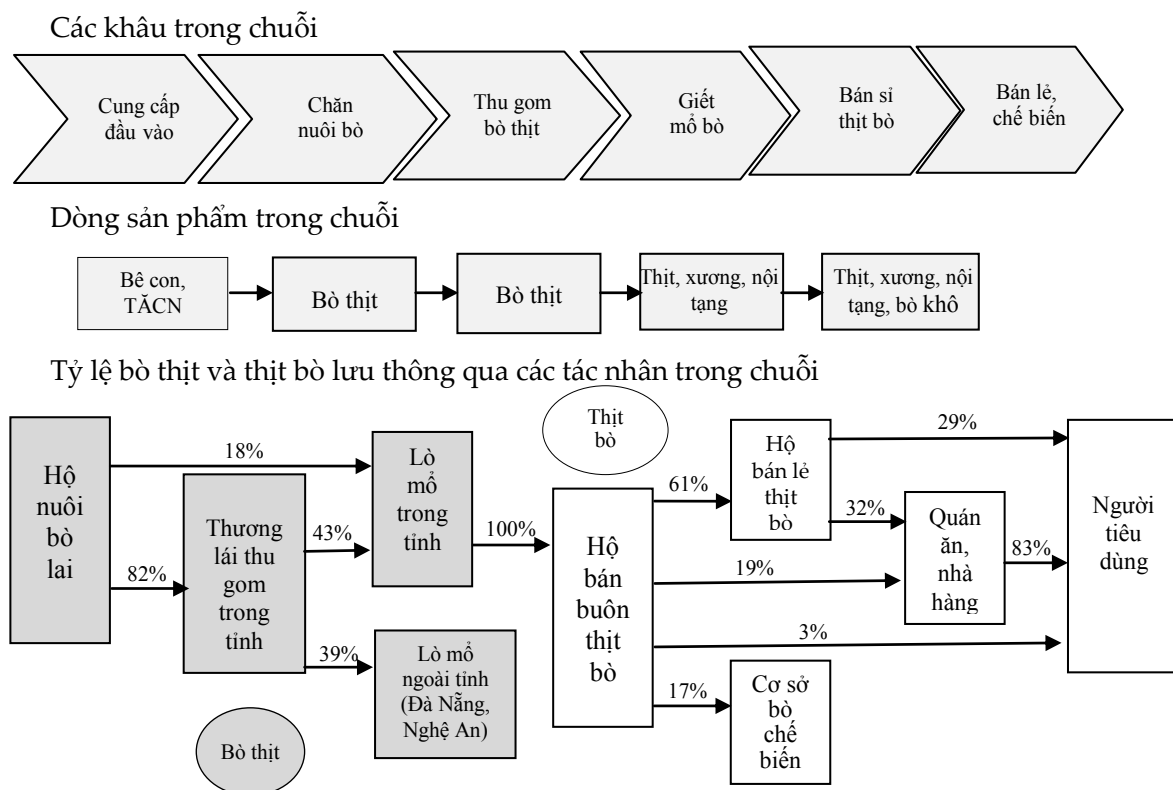 Các khâu trong chuỗi
Cung cấp
đầu vào
Chăn
nuôi bò
Thu gom
bò thịt
Giết
mổ bò
Bán sỉ
thịt bò
Bán lẻ,
chế biến
Dòng sản phẩm trong chuỗi
Bê con,
TĂCN
Bò thịt
Bò thịt
Thịt, xương, nội
tạng
Thịt, xương, nội
tạng, bò khô
Tỷ lệ bò thịt và thịt bò lưu thông qua các tác nhân trong chuỗi
Hộ
nuôi
bò
lai
18%
82%
Thương
lái thu
gom
trong
tỉnh
43%
39%
Lò
mổ
trong
tỉnh
Lò mổ
ngoài tỉnh
(Đà Nẵng,
Nghệ An)
Bò thịt
100%
Thịt
bò
Hộ
bán
buôn
thịt
bò
61%
19%
3%
17%
Hộ
bán lẻ
thịt
bò
29%
32%
Quán
ăn,
nhà
hàng
83%
Cơ sở
bò
chế
biến
Người
tiêu
dùng